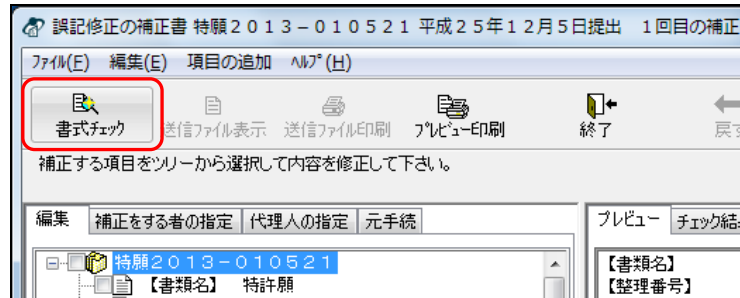 誤記修正の補正書 特願２０１３－０１０５２１ 平成２５年１２月５日提出 １回目の補正
ﾌｧｲﾙ(F) 編集(E) 項目の追加 ﾍﾙﾌﾟ(H)
書式ﾁｪｯｸ 送信ﾌｧｲﾙ表示 送信ﾌｧｲﾙ印刷 ﾌﾟﾚﾋﾞｭｰ印刷 終了 戻す
補正する項目をツリーから選択して内容を修正して下さい。
編集 補正をする者の指定 代理人の指定 元手続 プレビュー チェック結
特願２０１３－０１０５２１ 【書類名】
【書類名】 特許願 【整理番号】